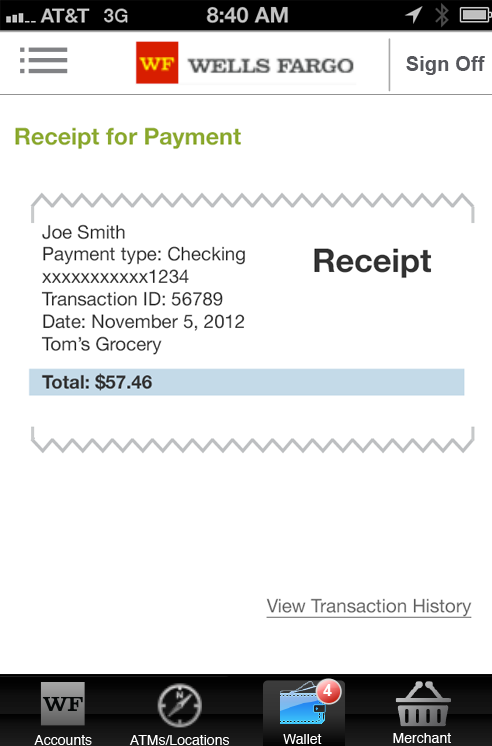 AT&T 3G 8:40 AM
WF WELLS FARGO Sign Off
Receipt for Payment
Joe Smith
Payment type: Checking
xxxxxxxxxxx1234
Transaction ID: 56789
Date: November 5, 2012
Tom’s Grocery
Receipt
Total: $57.46
View Transaction History
WF
4
Accounts ATMs/Locations Wallet Merchant